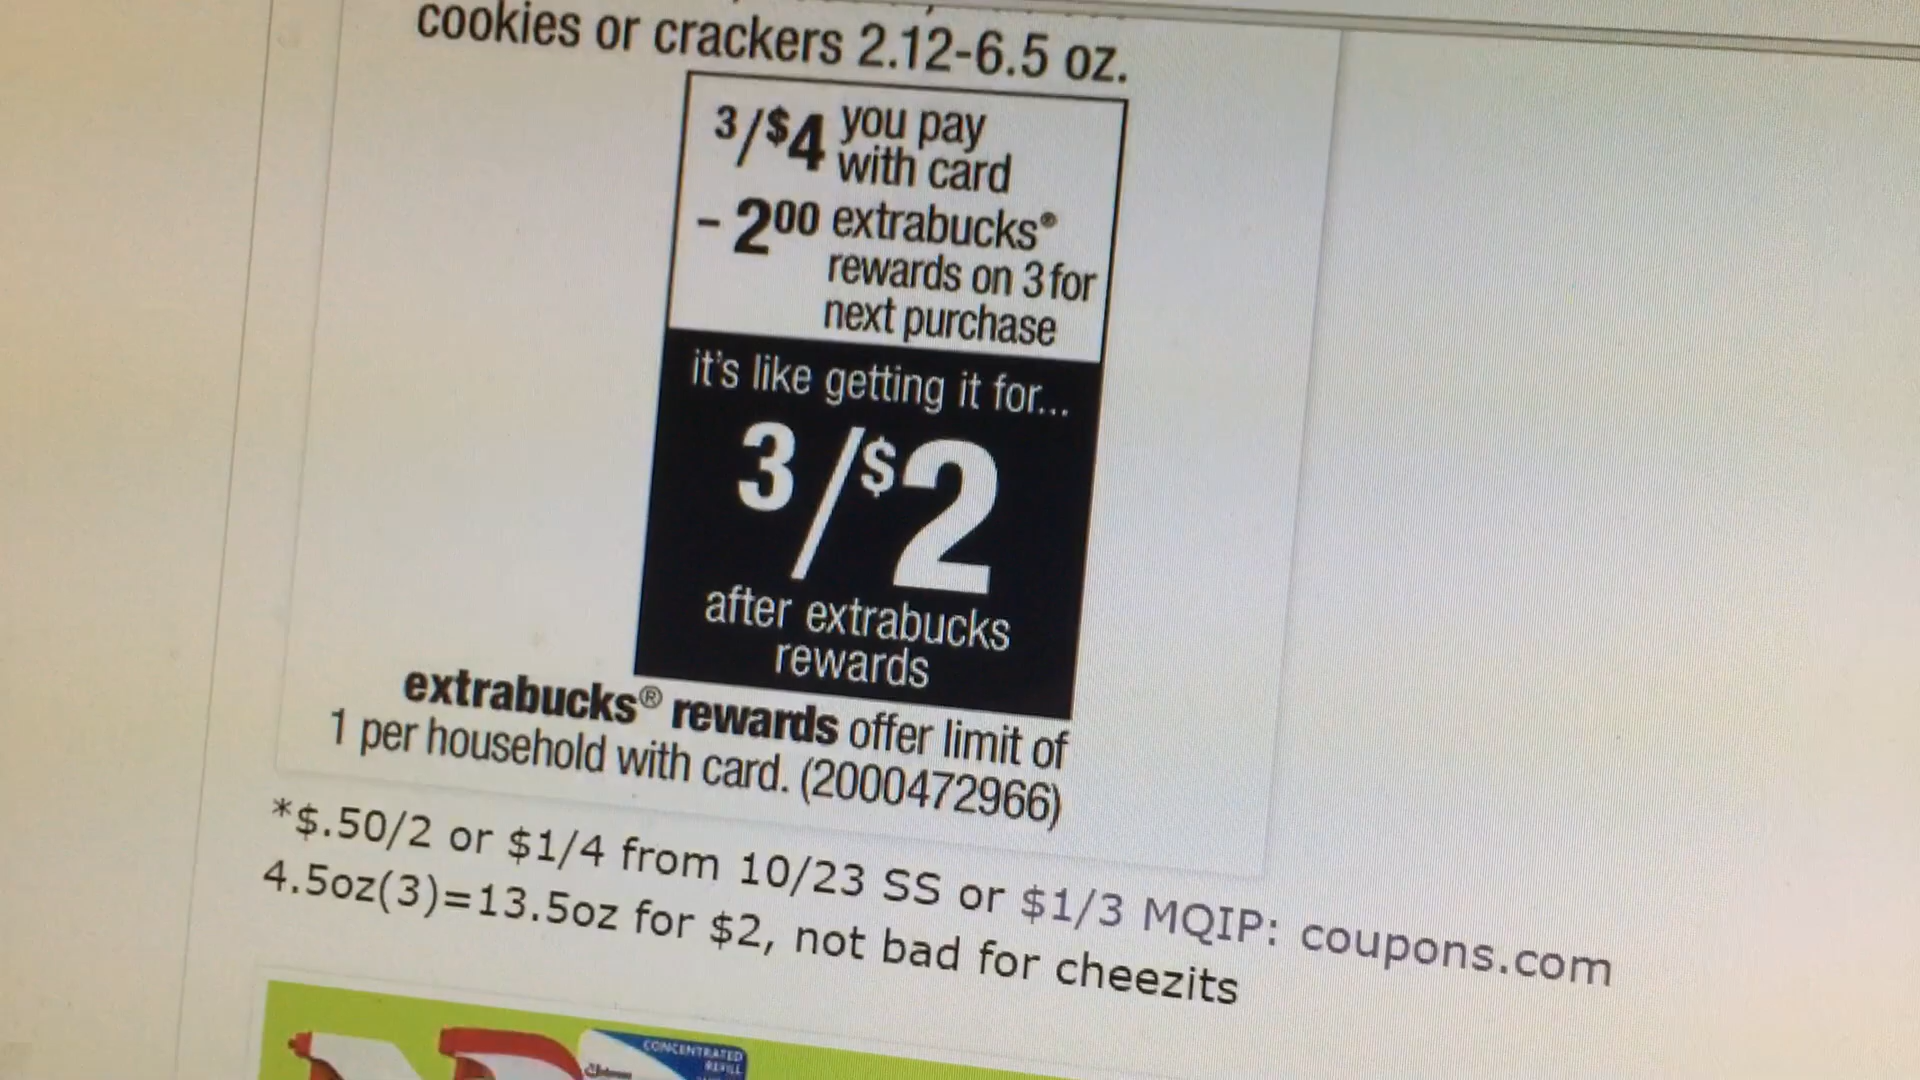 cookies or crackers 2.12-6.5 oz.
3/$4 you pay
with card
- 200 extrabucks®
rewards on 3 for
next purchase
it's like getting it for...
3/$2
after extrabucks
rewards
extrabucks® rewards offer limit of
1 per household with card. (2000472966)
*$.50/2 or $1/4 from 10/23 SS or $1/3 MQIP: coupons.com
4.5oz(3)=13.5oz for $2, not bad for cheezits
CONCENTRATED
REFILL